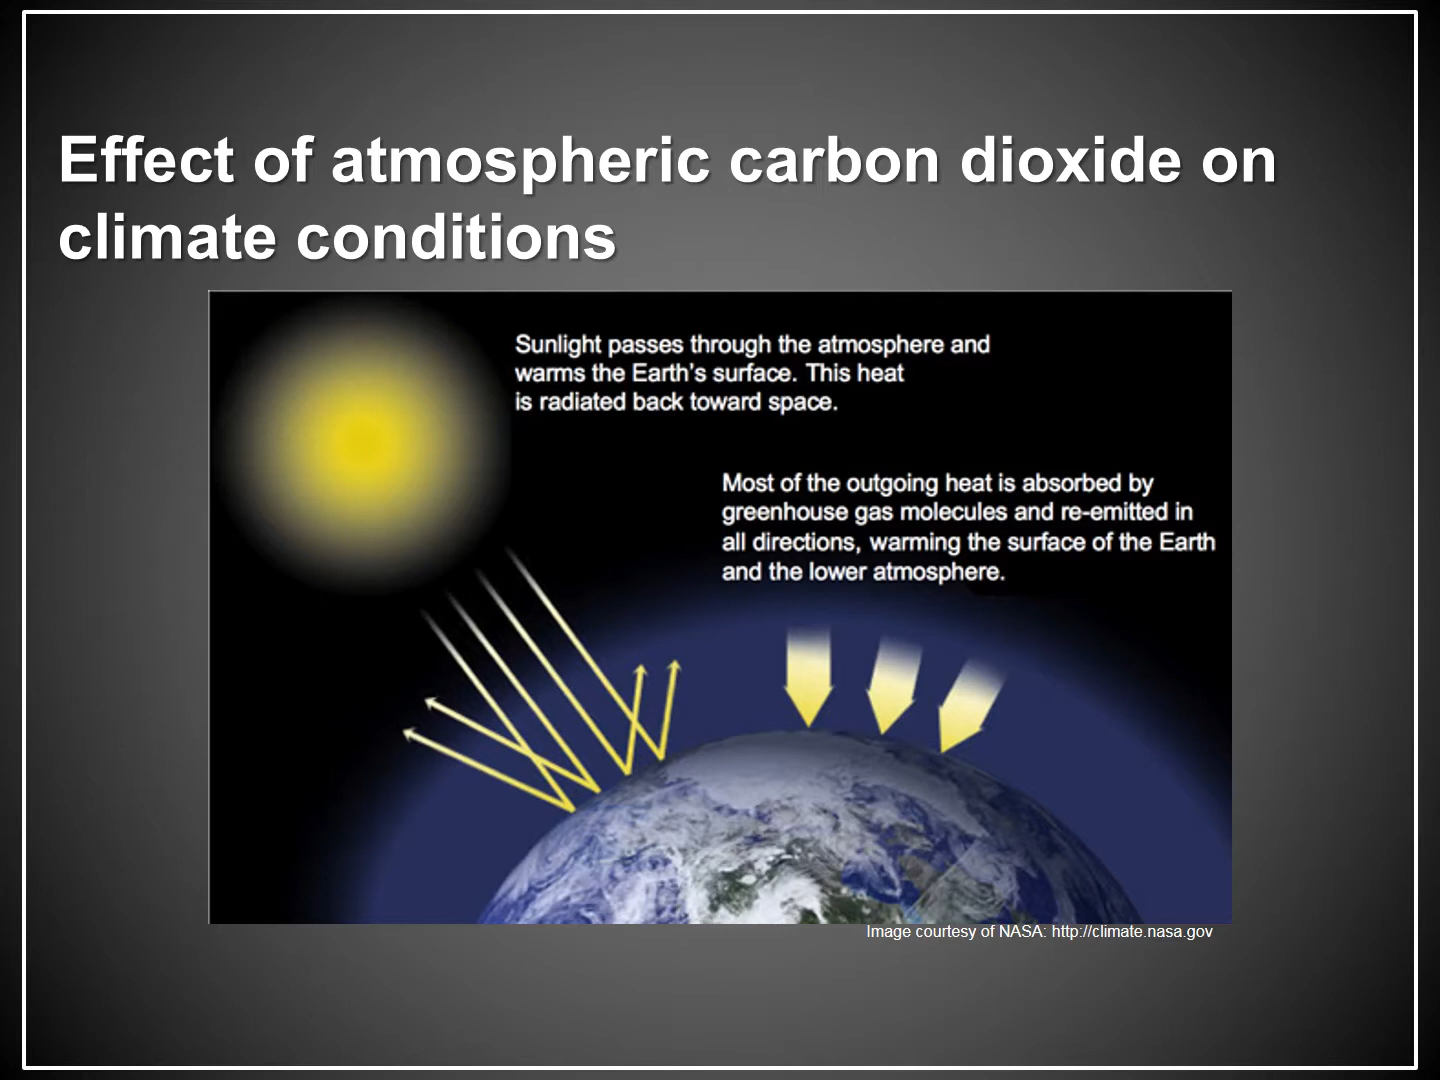 Effect of atmospheric carbon dioxide on
climate conditions
Sunlight passes through the atmosphere and
warms the Earth's surface. This heat
is radiated back toward space.
Most of the outgoing heat is absorbed by
greenhouse gas molecules and re-emitted in
all directions, warming the surface of the Earth
and the lower atmosphere.
Image courtesy of NASA: http://climate.nasa.gov